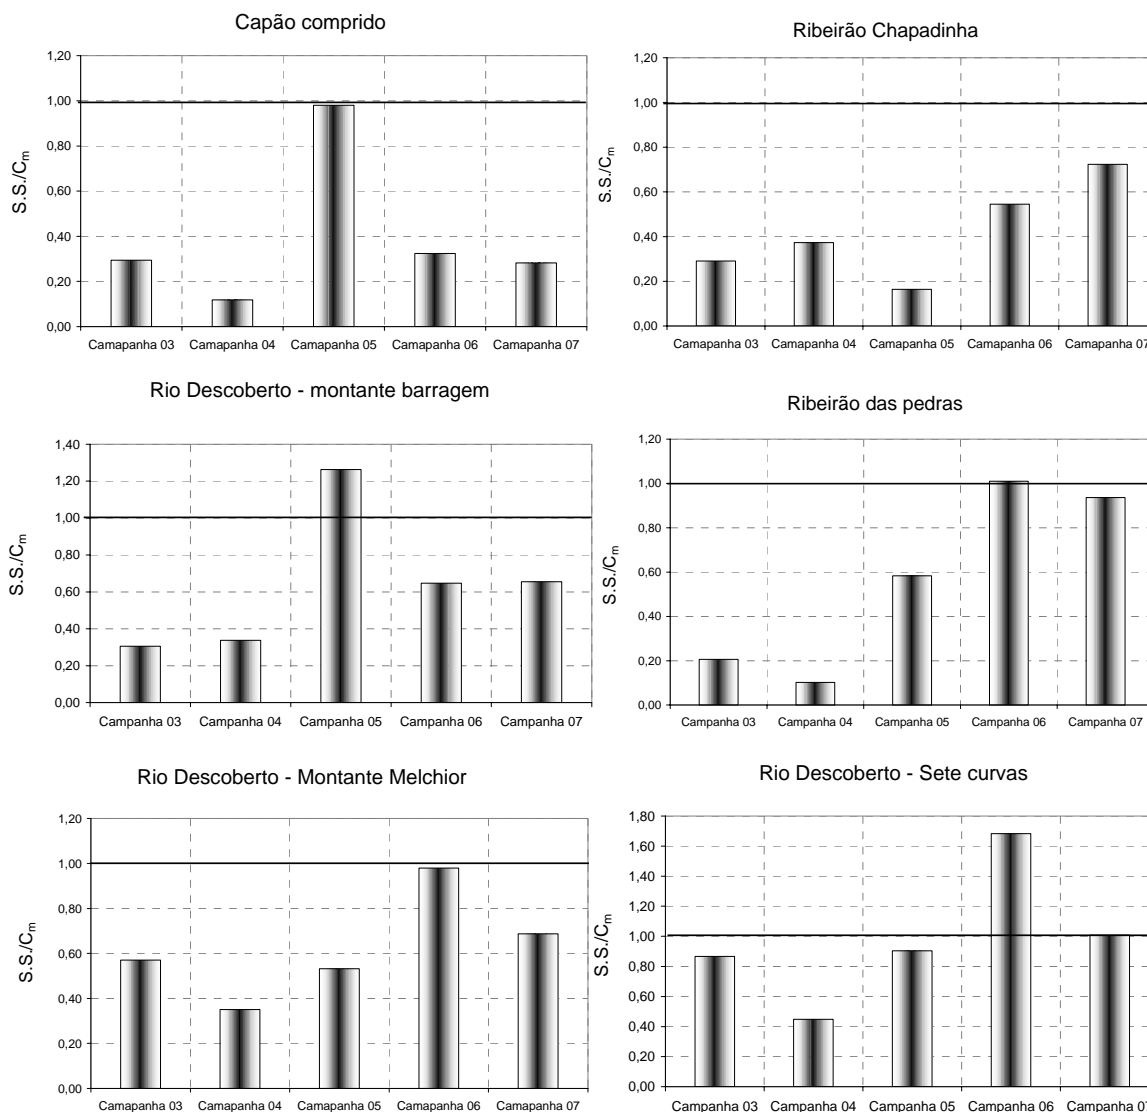 Capão comprido
1,20
1,00
0,80
0,60
0,40
0,20
0,00
S.S./Cm
Camapanha 03 Camapanha 04 Camapanha 05 Camapanha 06 Camapanha 07
Ribeirão Chapadinha
1,20
1,00
0,80
0,60
0,40
0,20
0,00
S.S./Cm
Camapanha 03 Camapanha 04 Camapanha 05 Camapanha 06 Camapanha 07
Rio Descoberto - montante barragem
1,40
1,20
1,00
0,80
0,60
0,40
0,20
0,00
S.S./Cm
Campanha 03 Campanha 04 Campanha 05 Campanha 06 Campanha 07
Ribeirão das pedras
1,20
1,00
0,80
0,60
0,40
0,20
0,00
S.S./Cm
Campanha 03 Campanha 04 Campanha 05 Campanha 06 Campanha 07
Rio Descoberto - Montante Melchior
1,20
1,00
0,80
0,60
0,40
0,20
0,00
S.S./Cm
Camapanha 03 Camapanha 04 Camapanha 05 Camapanha 06 Camapanha 07
Rio Descoberto - Sete curvas
1,80
1,60
1,40
1,20
1,00
0,80
0,60
0,40
0,20
0,00
S.S./Cm
Camapanha 03 Camapanha 04 Camapanha 05 Camapanha 06 Camapanha 07